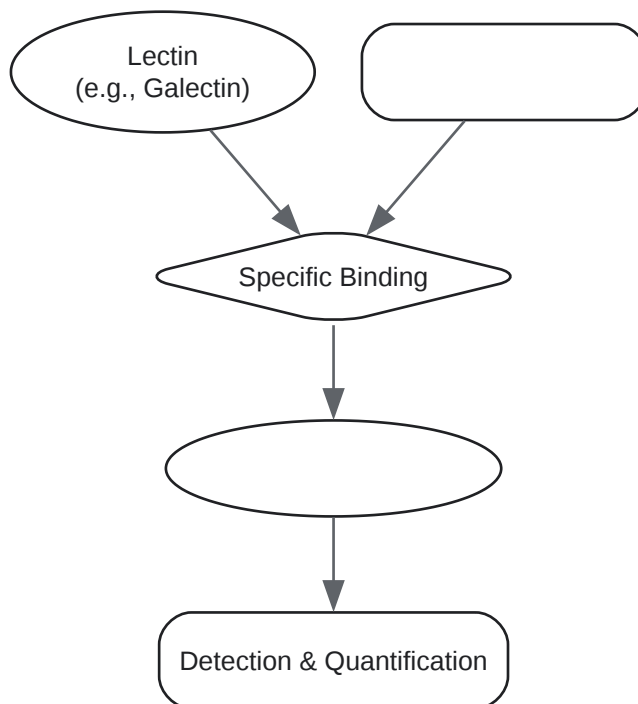 Lectin
(e.g., Galectin)
Specific Binding
Detection & Quantification